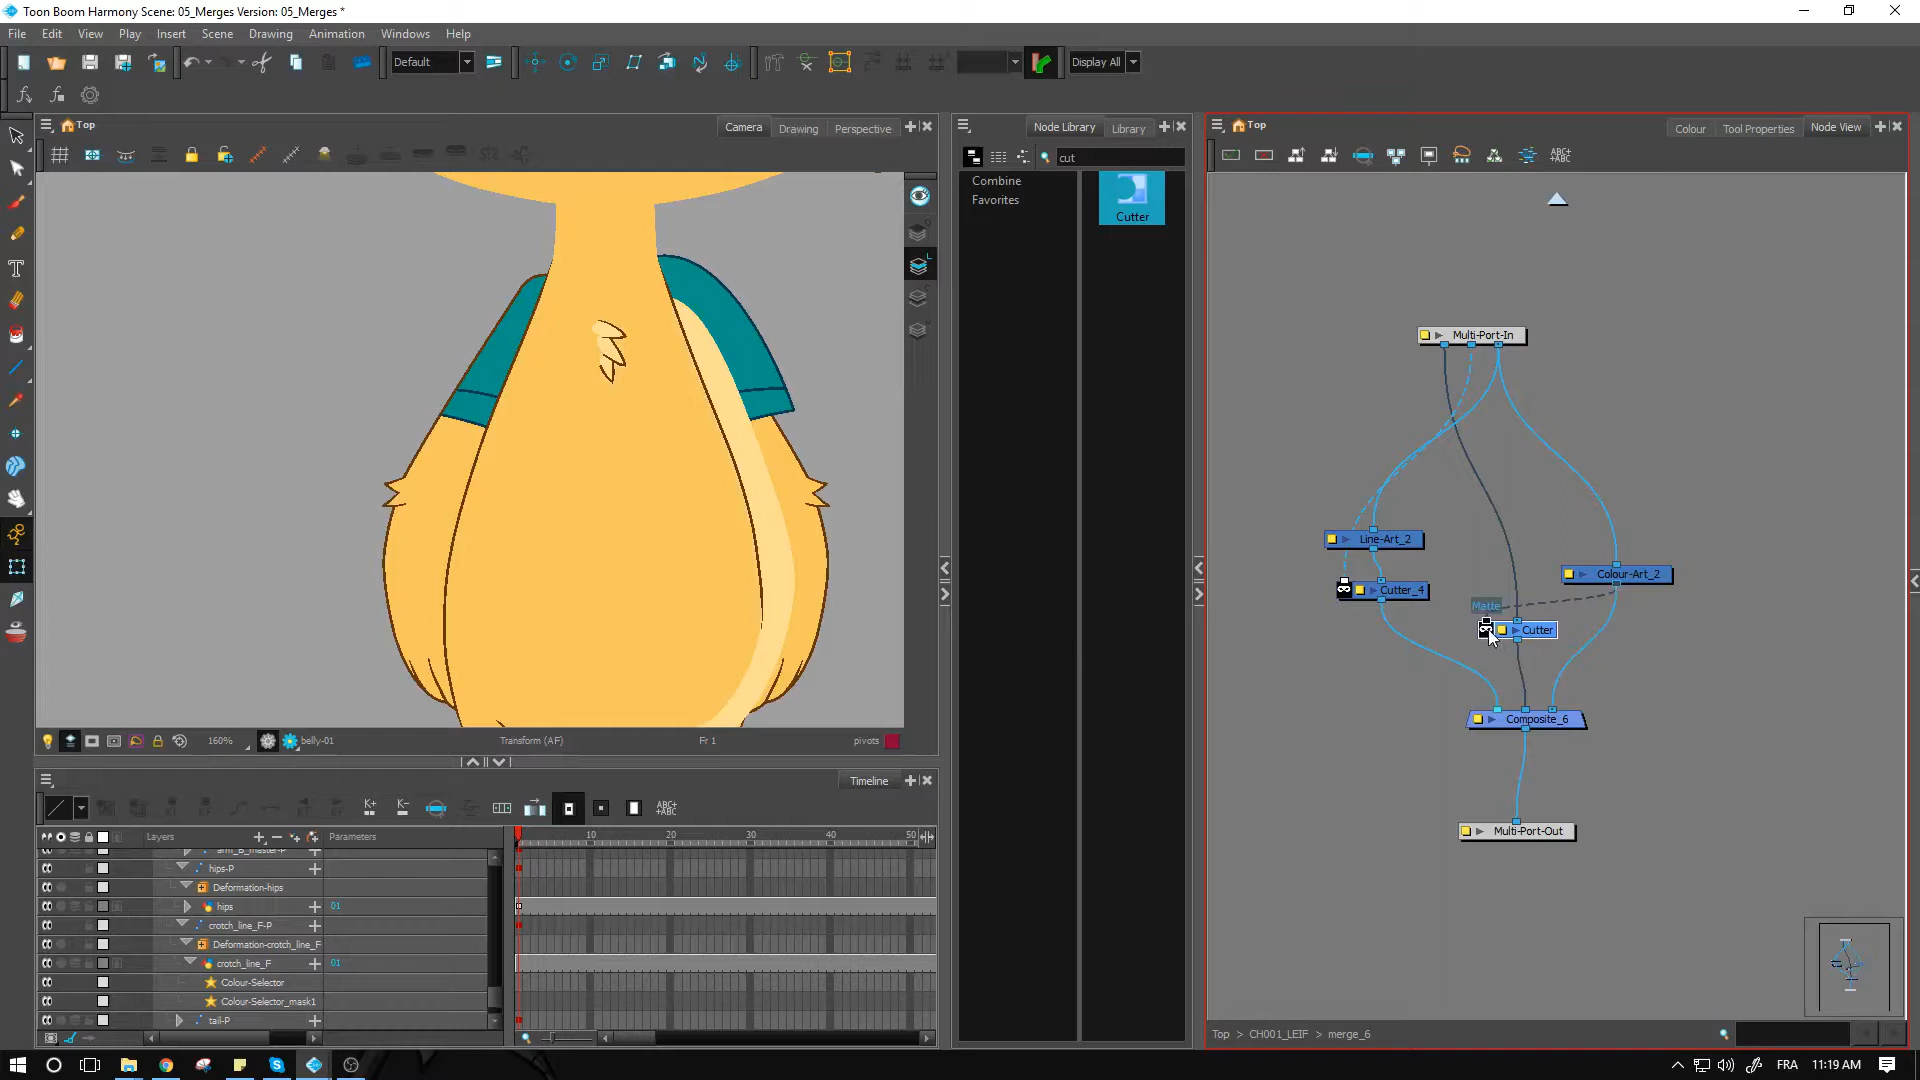 Toon Boom Harmony Scene: 05_Merges Version: 05_Merges *
File Edit View Play Insert Scene Drawing Animation Windows Help
Default
Display All
Top
Camera Drawing Perspective
Node Library Library
cut
Combine
Favorites
Cutter
Top
Colour Tool Properties Node View
Multi-Port-In
Line-Art_2
Cutter_4
Colour-Art_2
Matte
Cutter
Composite_6
Multi-Port-Out
160%
belly-01
Transform (AF)
Fr 1
pivots
Timeline
Layers
Parameters
10 20 30 40 50
arm_B_master-P
hips-P
Deformation-hips
hips 01
crotch_line_F-P
Deformation-crotch_line_F
crotch_line_F 01
Colour-Selector
Colour-Selector_mask1
tail-P
Top > CH001_LEIF > merge_6
FRA 11:19 AM